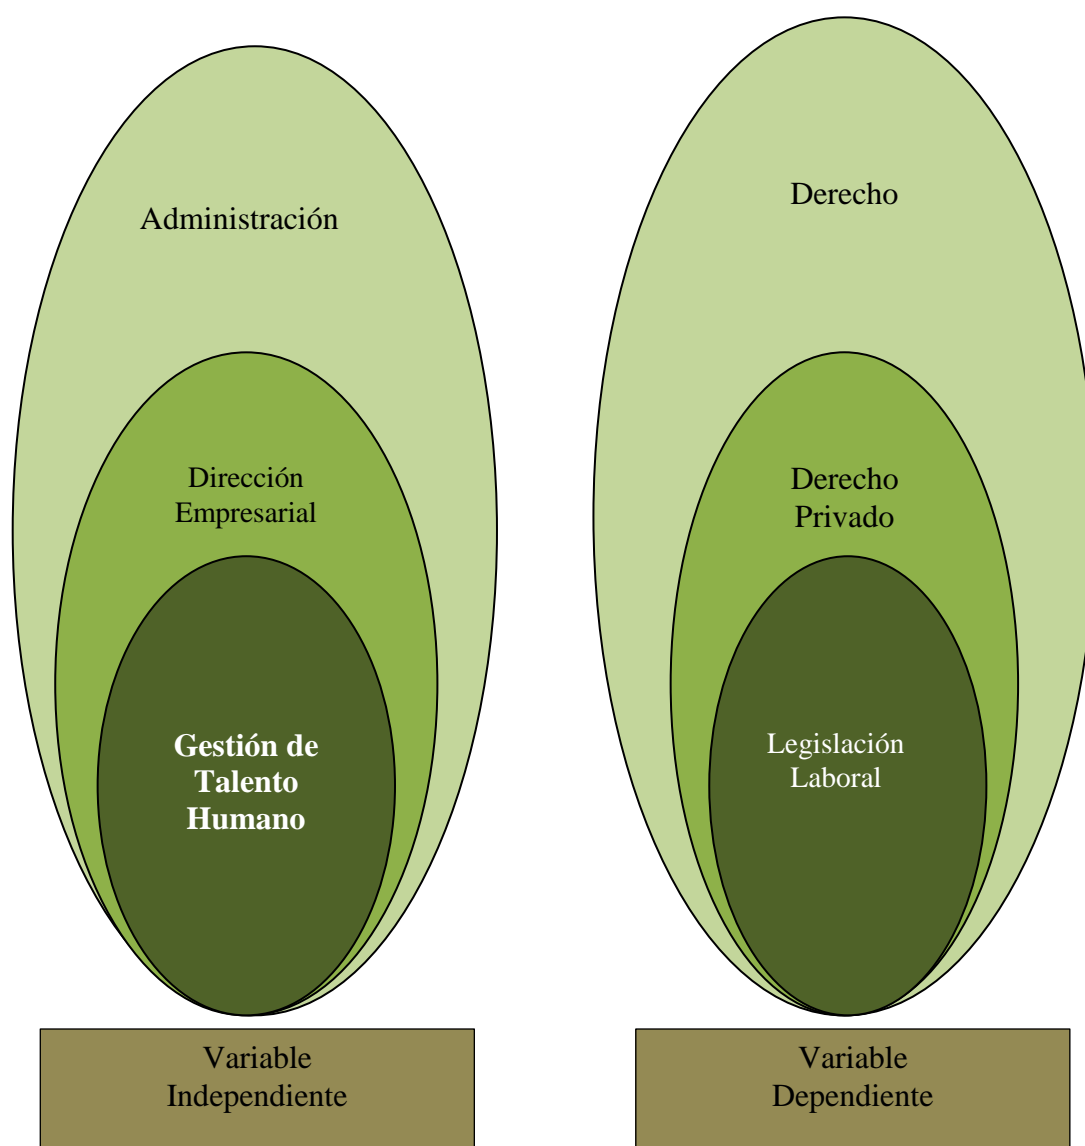 Administración
Dirección
Empresarial
Gestión de
Talento
Humano
Variable
Independiente
Derecho
Derecho
Privado
Legislación
Laboral
Variable
Dependiente